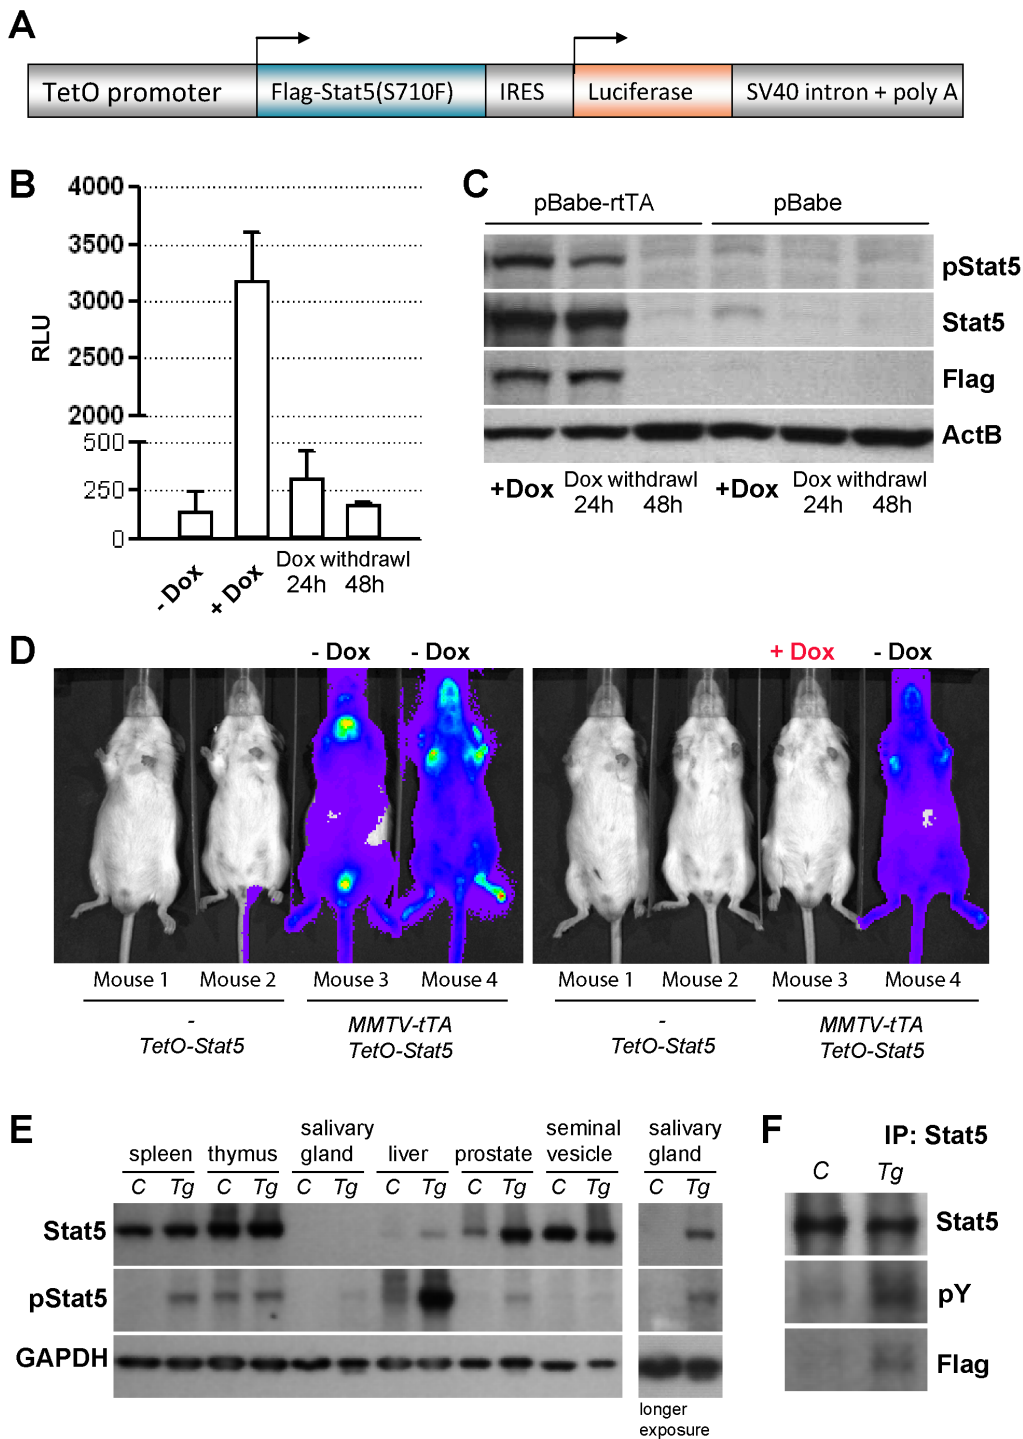 A
TetO promoter
Flag-Stat5(S710F)
IRES
Luciferase
SV40 intron + poly A
B
4000
3500
3000
2500
2000
500
250
0
RLU
- Dox
+ Dox
Dox withdrawl
24h 48h
C
pBabe-rtTA pBabe
pStat5
Stat5
Flag
ActB
+Dox Dox withdrawl +Dox Dox withdrawl
24h 48h 24h 48h
D
- Dox - Dox + Dox - Dox
Mouse 1 Mouse 2 Mouse 3 Mouse 4 Mouse 1 Mouse 2 Mouse 3 Mouse 4
- MMTV-tTA - MMTV-tTA
TetO-Stat5 TetO-Stat5 TetO-Stat5 TetO-Stat5
E
salivary seminal salivary
spleen thymus gland liver prostate vesicle gland
C Tg C Tg C Tg C Tg C Tg C Tg C Tg
Stat5
pStat5
GAPDH
longer
exposure
F
IP: Stat5
C Tg
Stat5
pY
Flag